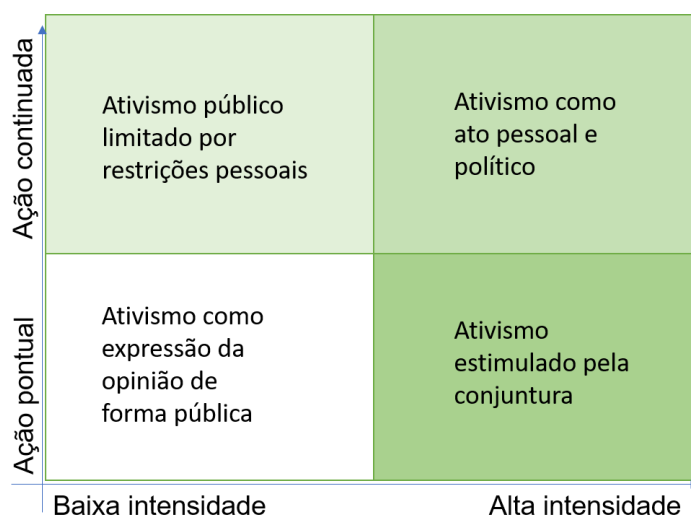 Ação continuada
Ativismo público
limitado por
restrições pessoais
Ativismo como
ato pessoal e
político
Ação pontual
Ativismo como
expressão da
opinião de
forma pública
Ativismo
estimulado pela
conjuntura
Baixa intensidade
Alta intensidade